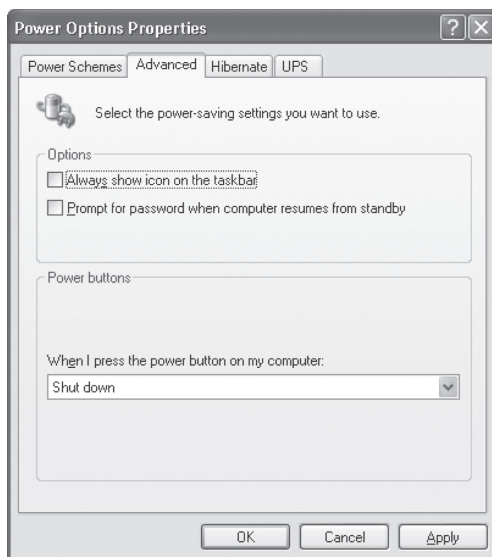 Power Options Properties
Power Schemes Advanced Hibernate UPS
Select the power-saving settings you want to use.
Options
Always show icon on the taskbar
Prompt for password when computer resumes from standby
Power buttons
When I press the power button on my computer:
Shut down
OK Cancel Apply